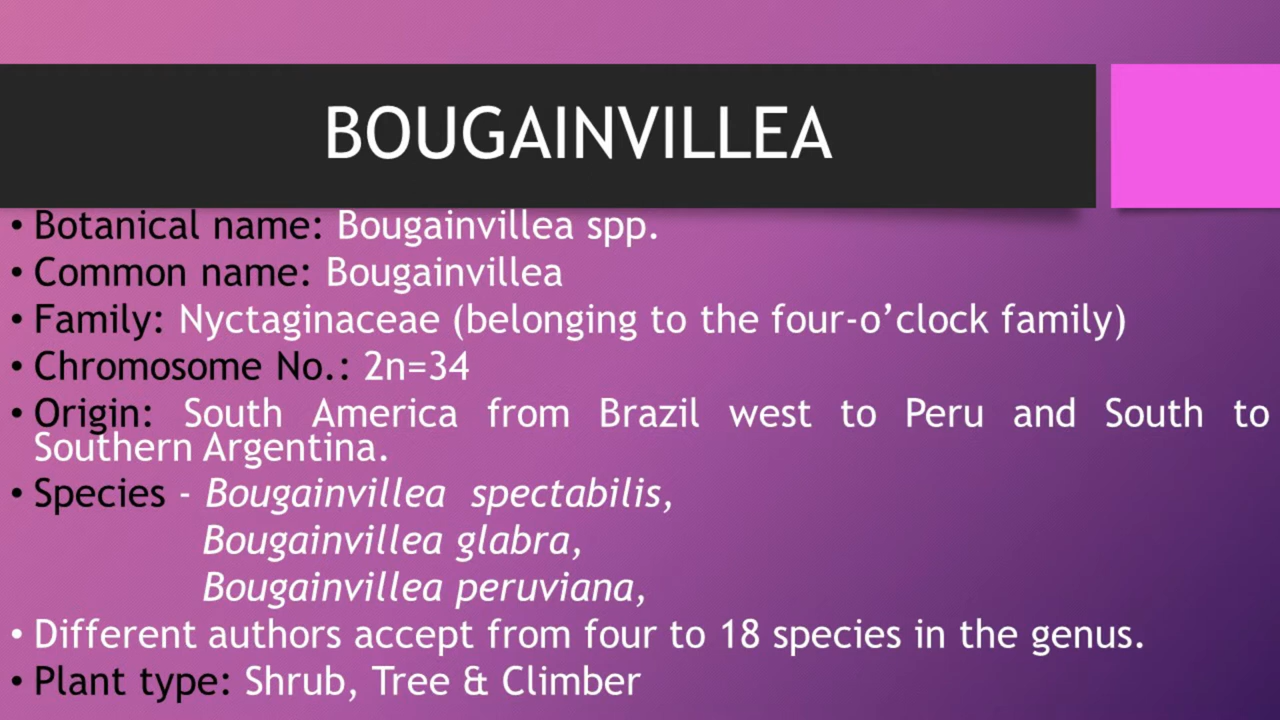 BOUGAINVILLEA
• Botanical name: Bougainvillea spp.
• Common name: Bougainvillea
• Family: Nyctaginaceae (belonging to the four-o’clock family)
• Chromosome No.: 2n=34
• Origin: South America from Brazil west to Peru and South to
Southern Argentina.
• Species - Bougainvillea spectabilis,
Bougainvillea glabra,
Bougainvillea peruviana,
• Different authors accept from four to 18 species in the genus.
• Plant type: Shrub, Tree & Climber